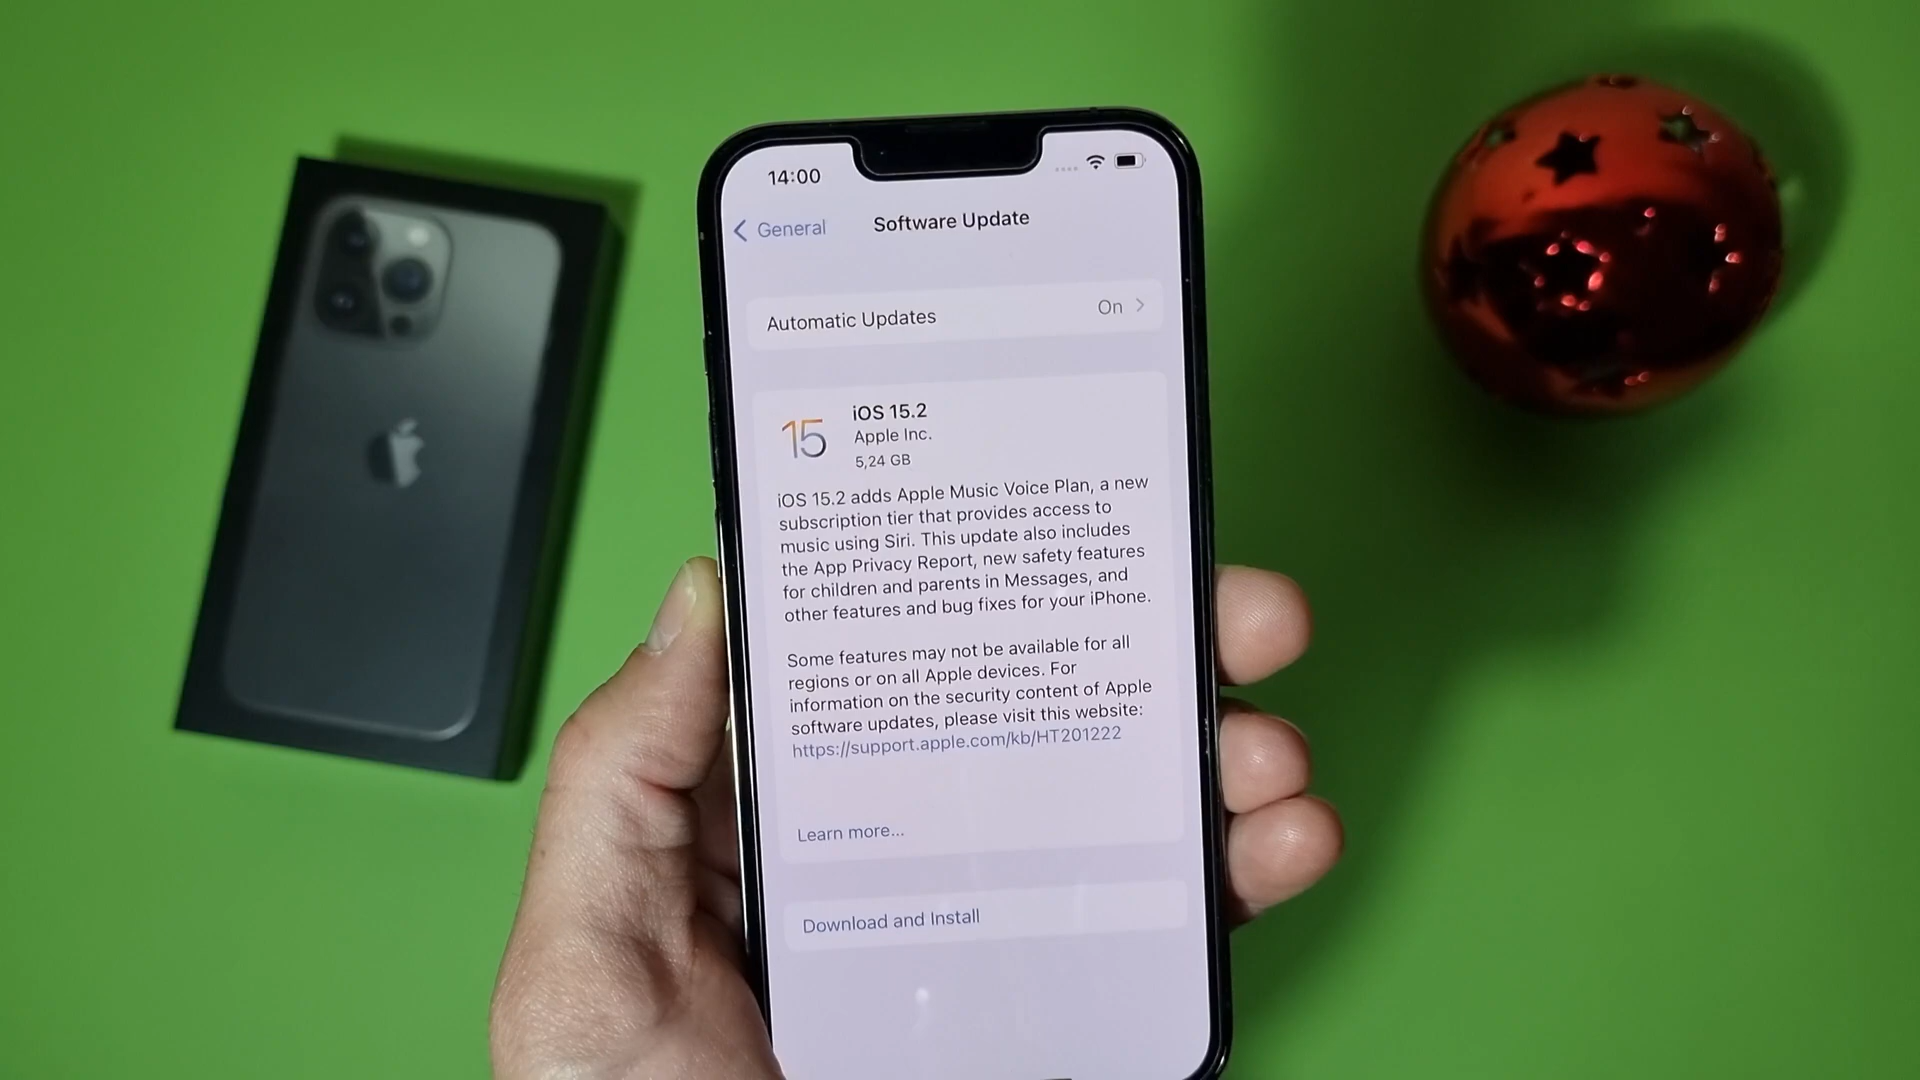 14:00
General
Software Update
Automatic Updates
On
15
iOS 15.2
Apple Inc.
5,24 GB
iOS 15.2 adds Apple Music Voice Plan, a new
subscription tier that provides access to
music using Siri. This update also includes
the App Privacy Report, new safety features
for children and parents in Messages, and
other features and bug fixes for your iPhone.
Some features may not be available for all
regions or on all Apple devices. For
information on the security content of Apple
software updates, please visit this website:
https://support.apple.com/kb/HT201222
Learn more...
Download and Install